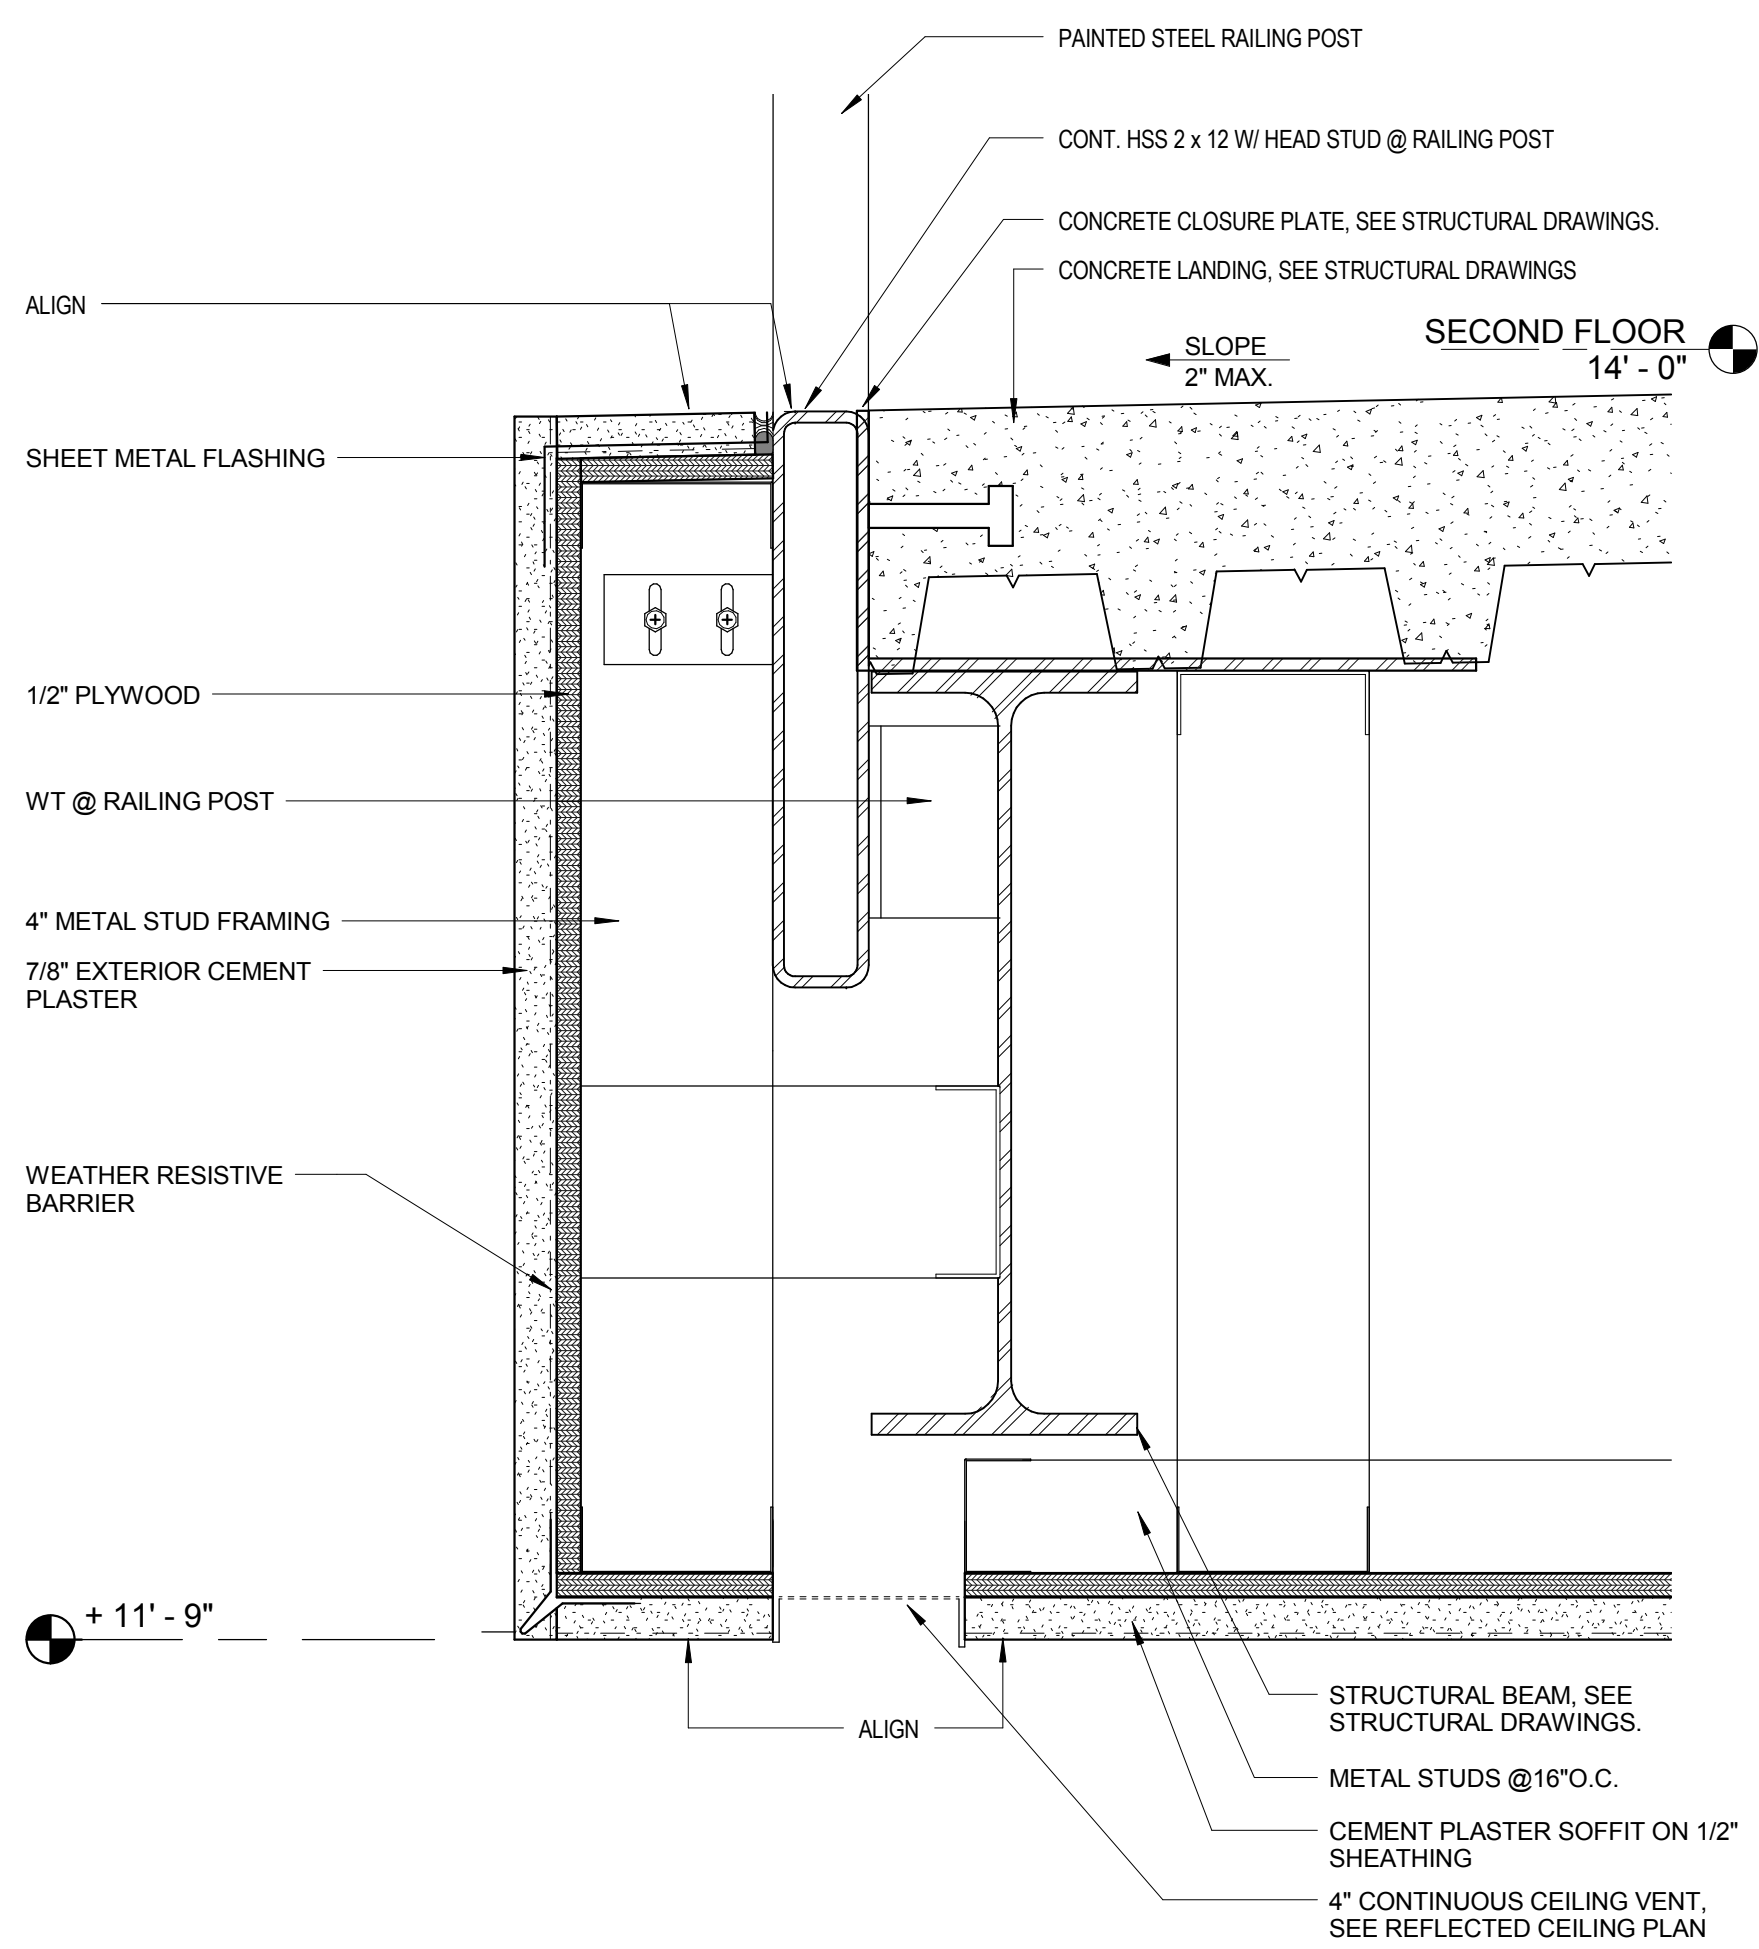 PAINTED STEEL RAILING POST
CONT. HSS 2 x 12 W/ HEAD STUD @ RAILING POST
CONCRETE CLOSURE PLATE, SEE STRUCTURAL DRAWINGS.
CONCRETE LANDING, SEE STRUCTURAL DRAWINGS
ALIGN
SECOND FLOOR
14' - 0"
SLOPE
2" MAX.
SHEET METAL FLASHING
1/2" PLYWOOD
WT @ RAILING POST
4" METAL STUD FRAMING
7/8" EXTERIOR CEMENT
PLASTER
WEATHER RESISTIVE
BARRIER
+ 11' - 9"
ALIGN
STRUCTURAL BEAM, SEE
STRUCTURAL DRAWINGS.
METAL STUDS @16"O.C.
CEMENT PLASTER SOFFIT ON 1/2"
SHEATHING
4" CONTINUOUS CEILING VENT,
SEE REFLECTED CEILING PLAN